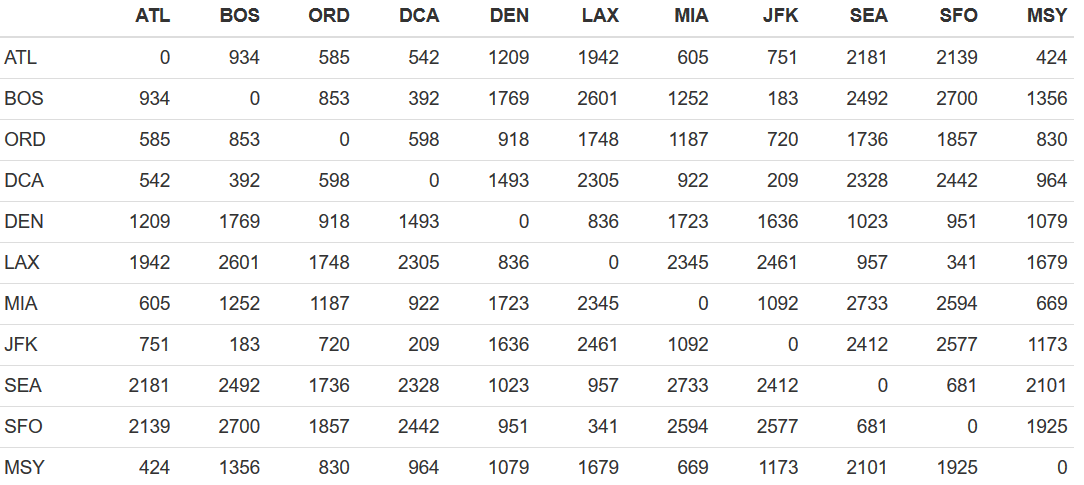 ATL BOS ORD DCA DEN LAX MIA JFK SEA SFO MSY
ATL 0 934 585 542 1209 1942 605 751 2181 2139 424
BOS 934 0 853 392 1769 2601 1252 183 2492 2700 1356
ORD 585 853 0 598 918 1748 1187 720 1736 1857 830
DCA 542 392 598 0 1493 2305 922 209 2328 2442 964
DEN 1209 1769 918 1493 0 836 1723 1636 1023 951 1079
LAX 1942 2601 1748 2305 836 0 2345 2461 957 341 1679
MIA 605 1252 1187 922 1723 2345 0 1092 2733 2594 669
JFK 751 183 720 209 1636 2461 1092 0 2412 2577 1173
SEA 2181 2492 1736 2328 1023 957 2733 2412 0 681 2101
SFO 2139 2700 1857 2442 951 341 2594 2577 681 0 1925
MSY 424 1356 830 964 1079 1679 669 1173 2101 1925 0